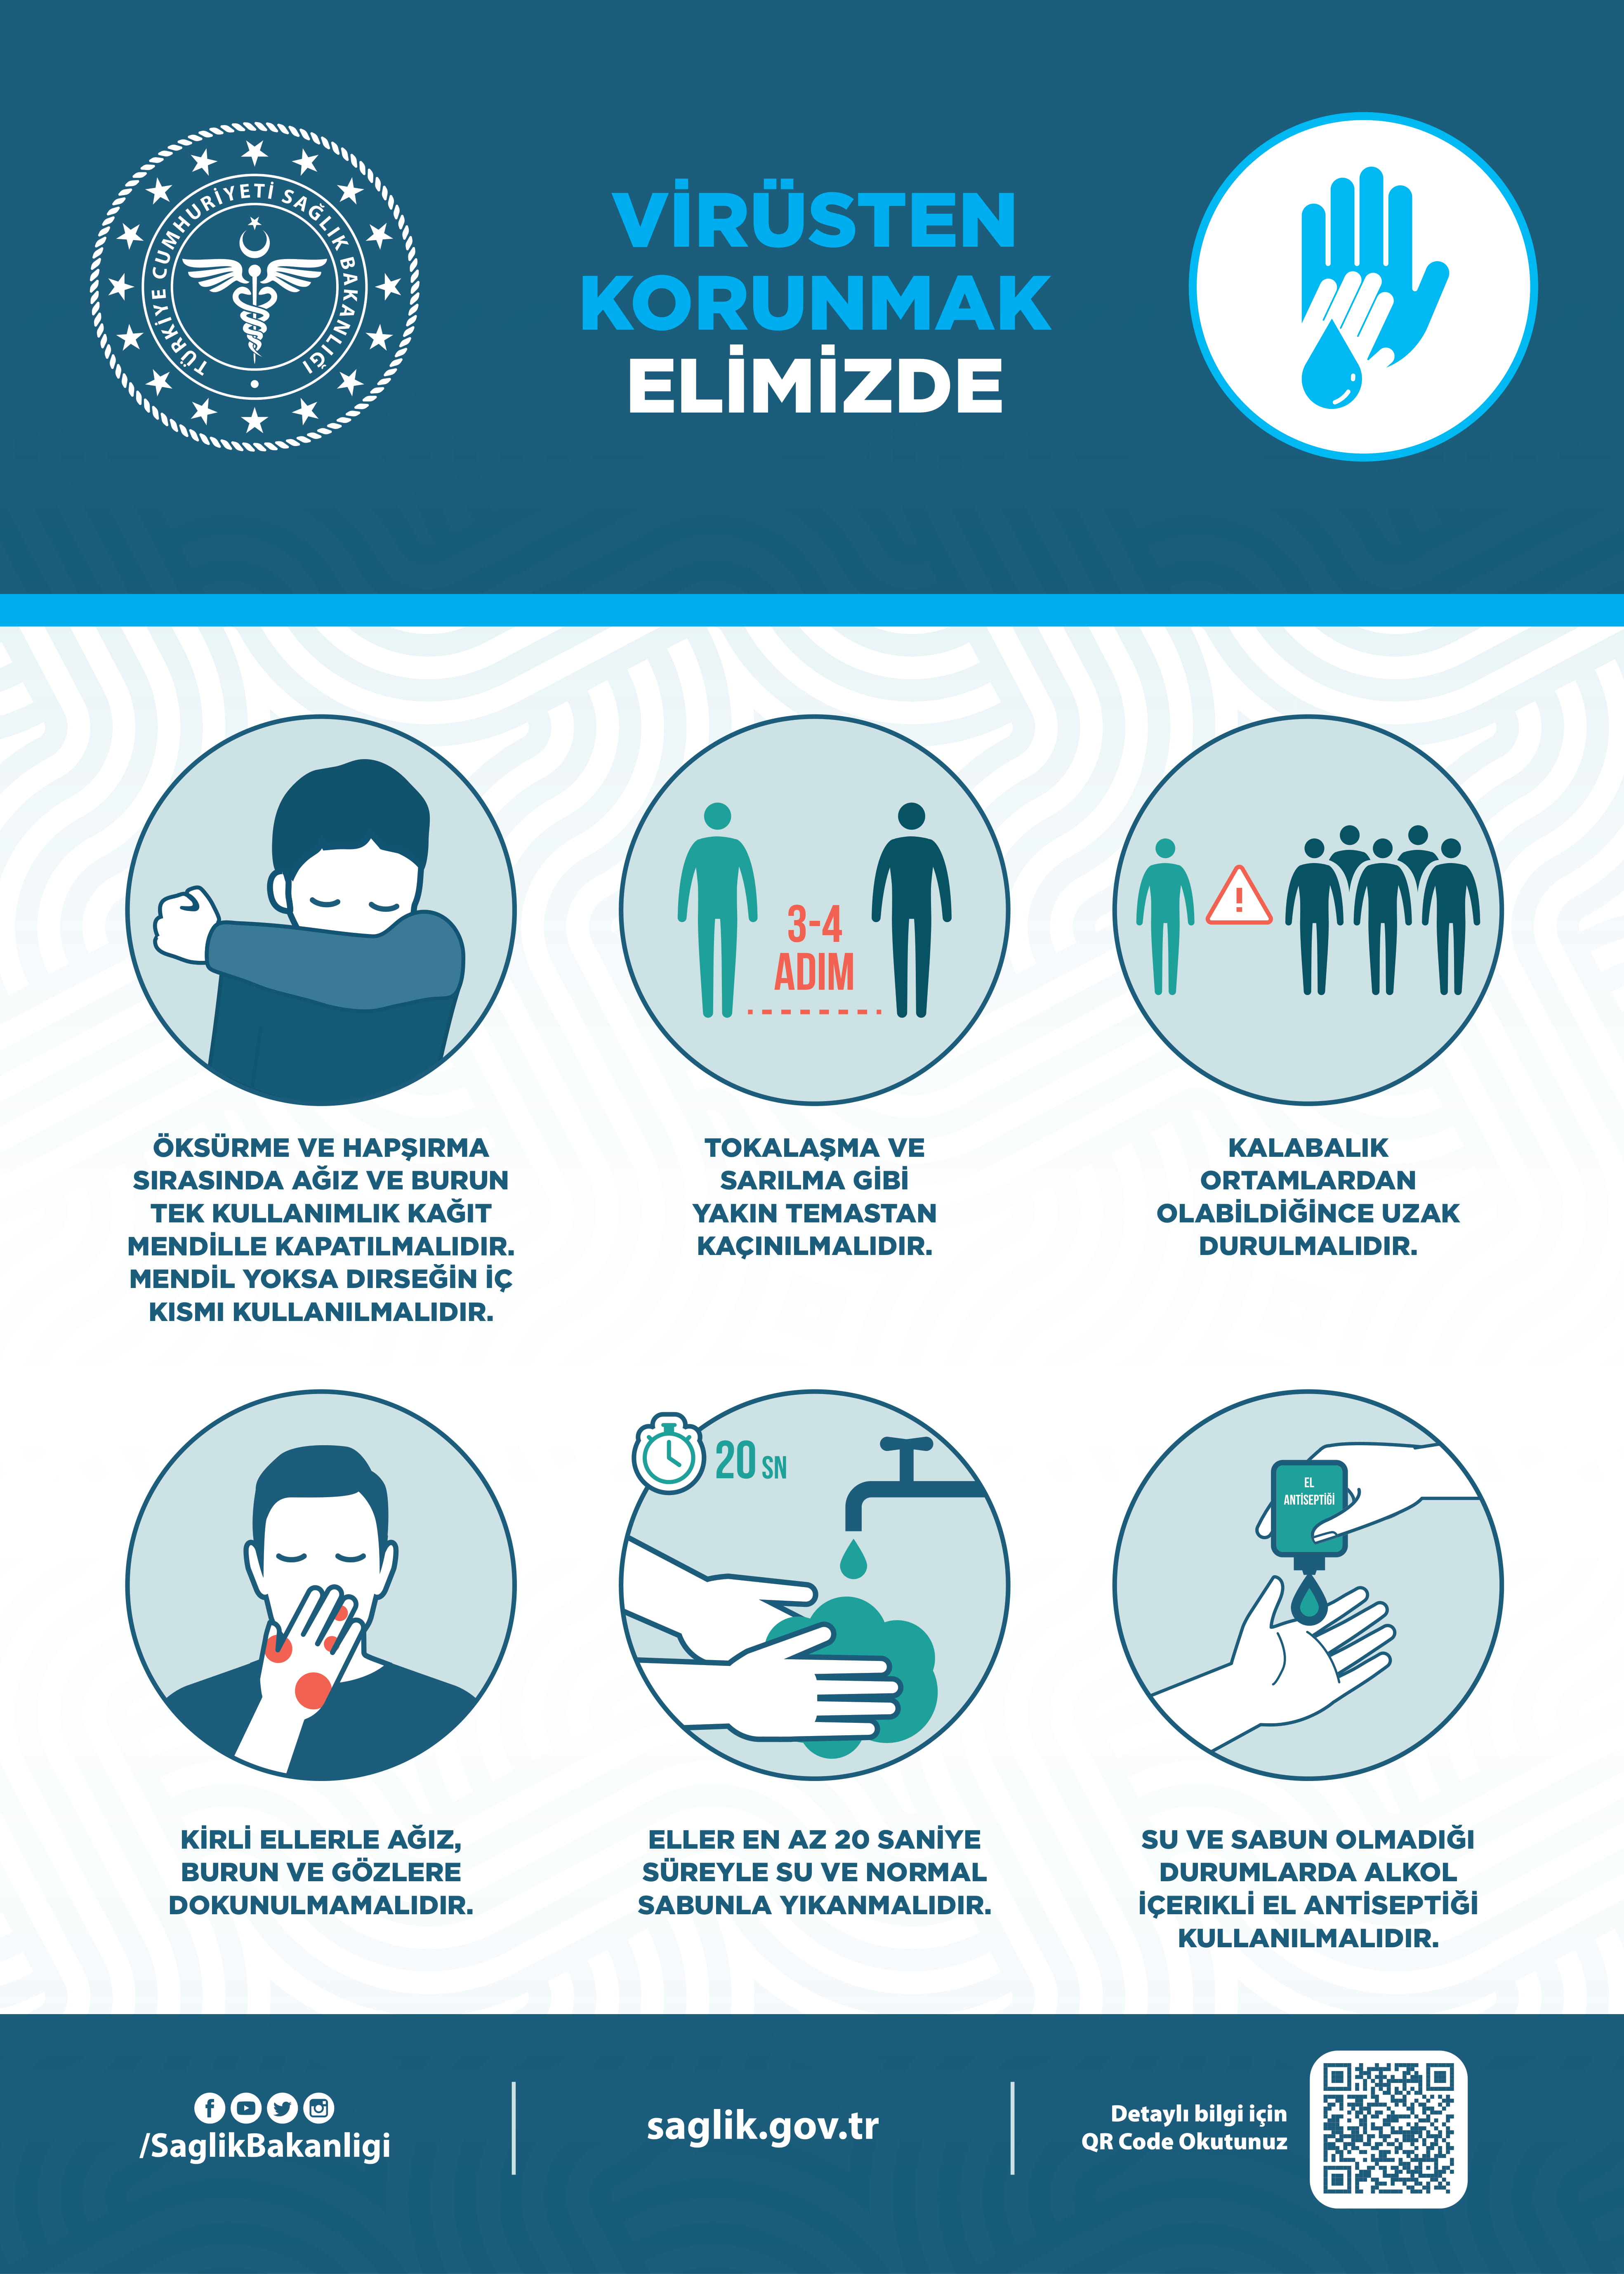 TÜRKİYE CUMHURİYETİ SAĞLIK BAKANLIĞI
VİRÜSTEN
KORUNMAK
ELİMİZDE
3-4
ADIM
ÖKSÜRME VE HAPŞIRMA
SIRASINDA AĞIZ VE BURUN
TEK KULLANIMLIK KAĞIT
MENDİLLE KAPATILMALIDIR.
MENDİL YOKSA DIRSEĞİN İÇ
KISMI KULLANILMALIDIR.
TOKALAŞMA VE
SARILMA GİBİ
YAKIN TEMASTAN
KAÇINILMALIDIR.
KALABALIK
ORTAMLARDAN
OLABİLDİĞİNCE UZAK
DURULMALIDIR.
20 SN
EL
ANTİSEPTİĞİ
KİRLİ ELLERLE AĞIZ,
BURUN VE GÖZLERE
DOKUNULMAMALIDIR.
ELLER EN AZ 20 SANİYE
SÜREYLE SU VE NORMAL
SABUNLA YIKANMALIDIR.
SU VE SABUN OLMADIĞI
DURUMLARDA ALKOL
İÇERIKLİ EL ANTİSEPTİĞİ
KULLANILMALIDIR.
/SaglikBakanligi
saglik.gov.tr
Detaylı bilgi için
QR Code Okutunuz